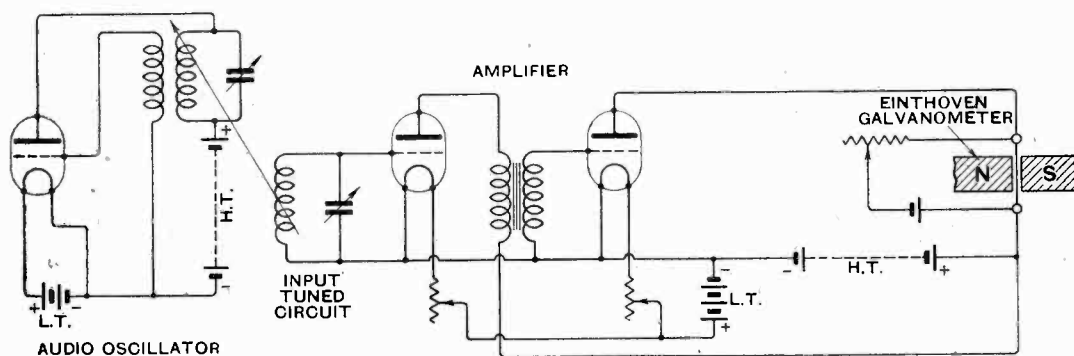 AMPLIFIER
EINTHOVEN
GALVANOMETER
N
S
+
H.T.
-
INPUT
TUNED
CIRCUIT
+
-
L.T.
AUDIO OSCILLATOR
-
L.T.
+
-
H.T.
+